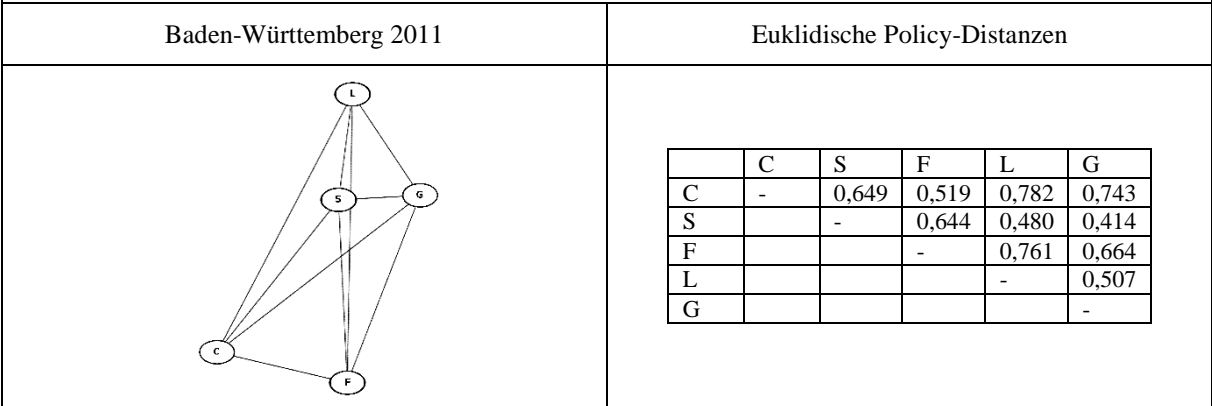 Baden-Württemberg 2011
Euklidische Policy-Distanzen
L
S
G
C
F
C S F L G
C - 0,649 0,519 0,782 0,743
S - 0,644 0,480 0,414
F - 0,761 0,664
L - 0,507
G -